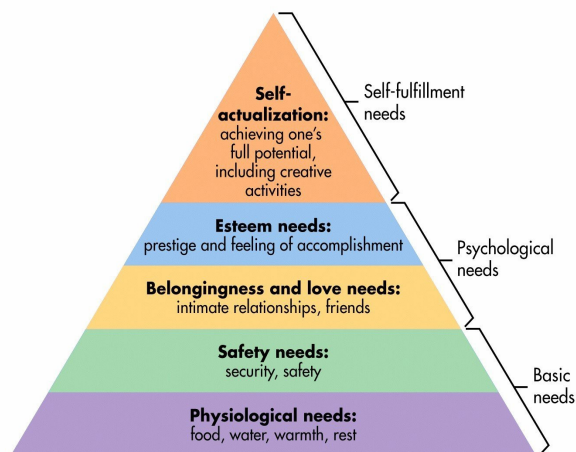 Self-
actualization:
achieving one's
full potential,
including creative
activities
Self-fulfillment
needs
Esteem needs:
prestige and feeling of accomplishment
Psychological
needs
Belongingness and love needs:
intimate relationships, friends
Safety needs:
security, safety
Basic
needs
Physiological needs:
food, water, warmth, rest